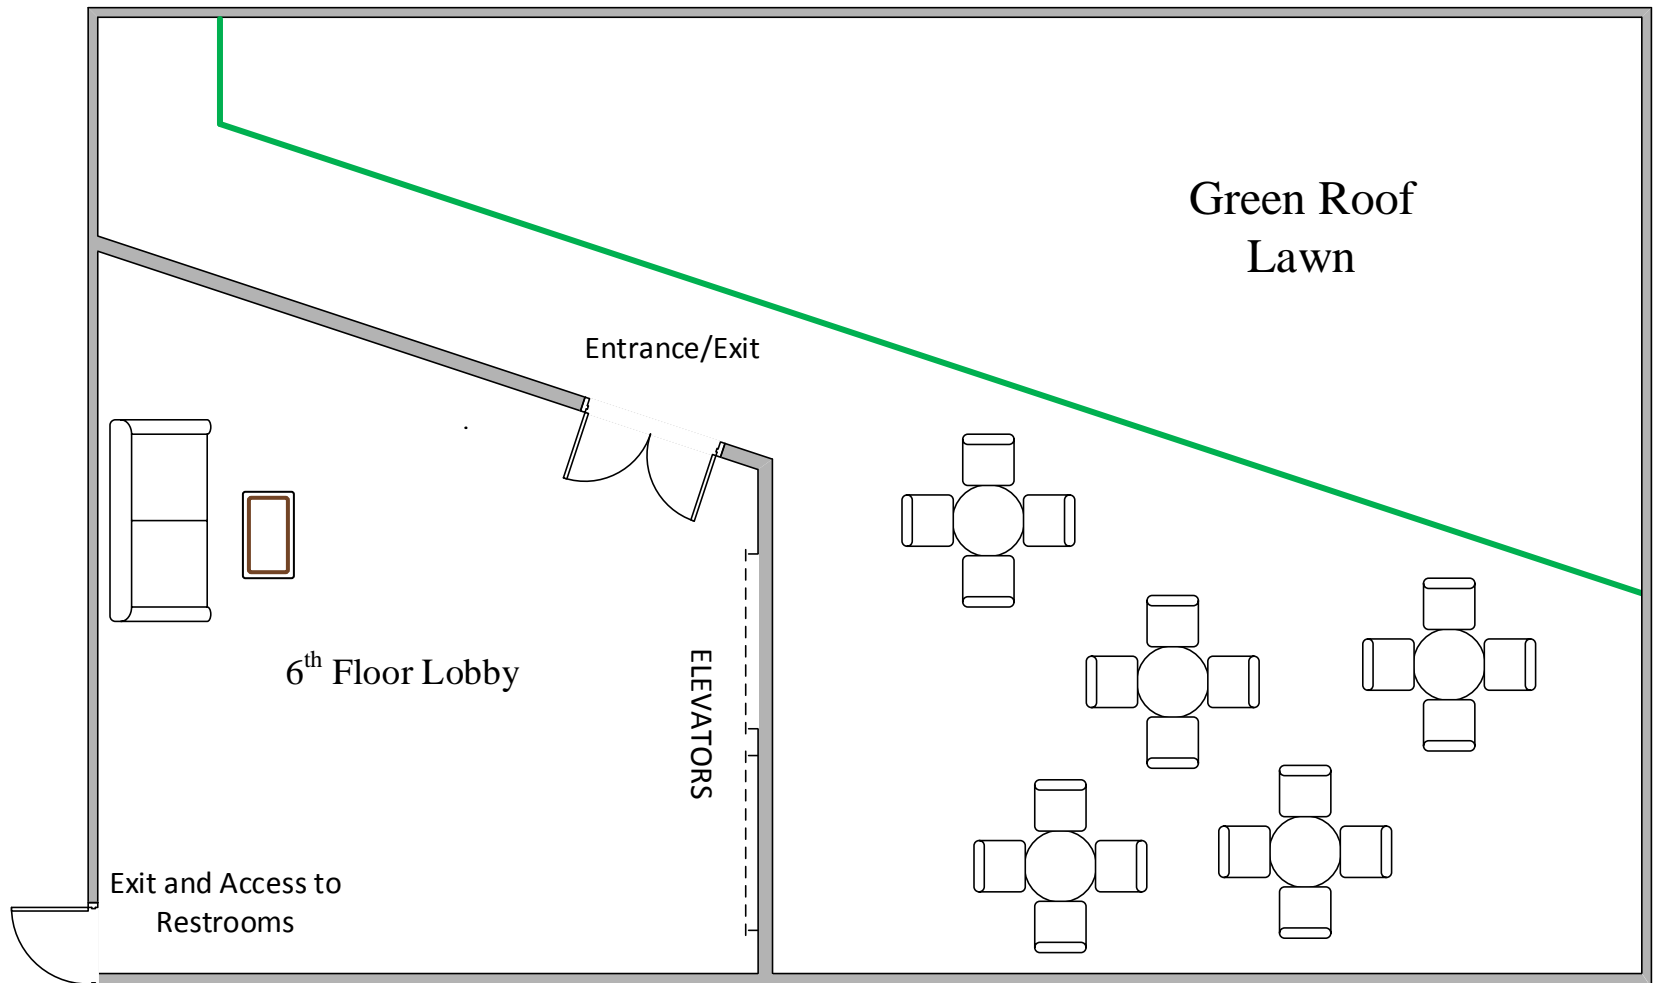 Green Roof
Lawn
Entrance/Exit
6th Floor Lobby
ELEVATORS
Exit and Access to
Restrooms